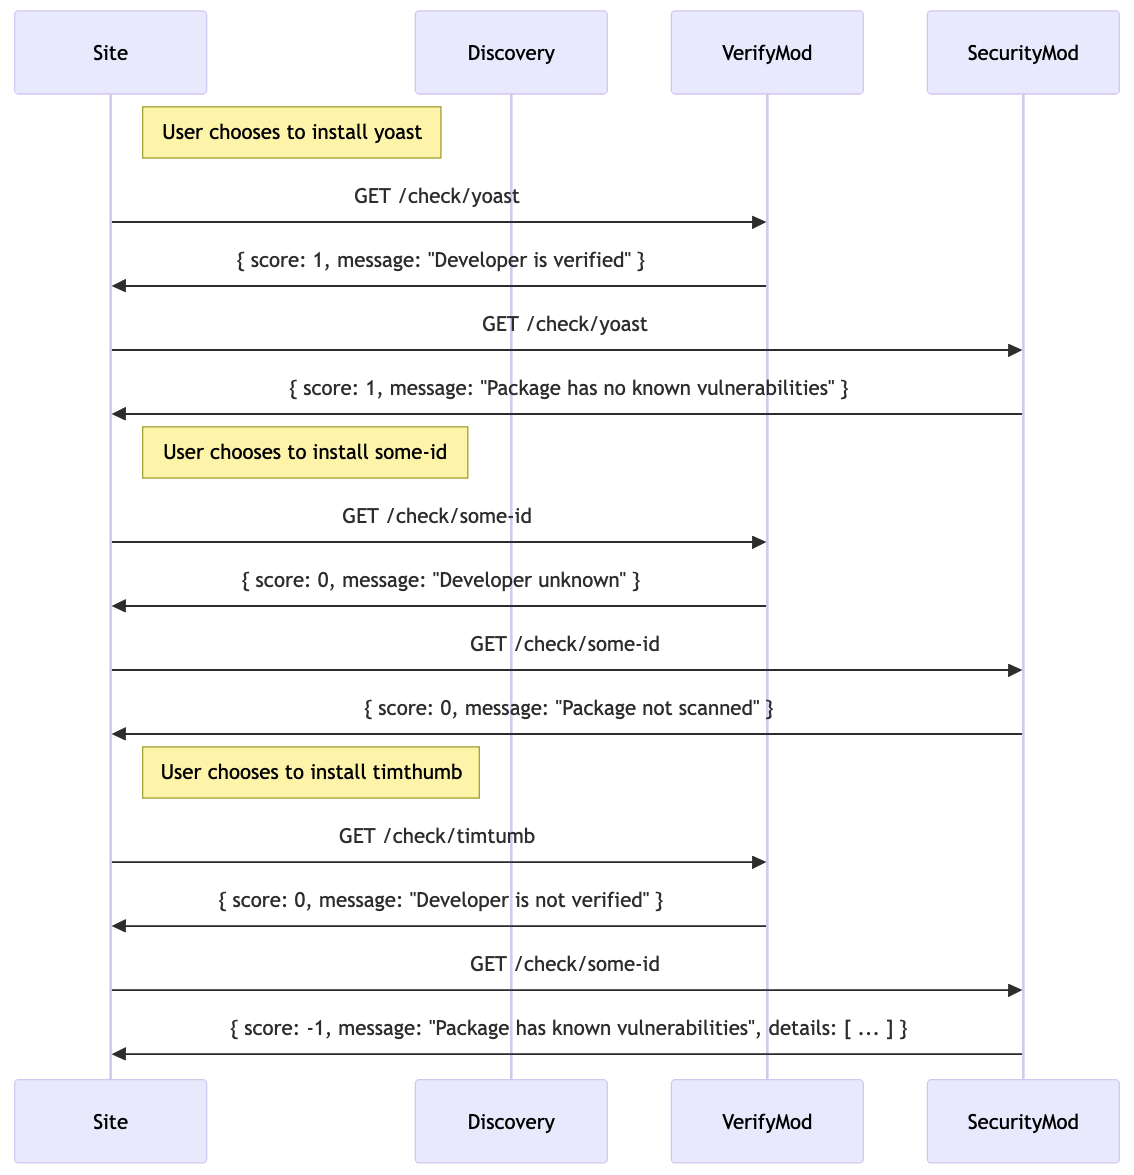 Site
Discovery
VerifyMod
SecurityMod
User chooses to install yoast
GET /check/yoast
{ score: 1, message: "Developer is verified" }
GET /check/yoast
{ score: 1, message: "Package has no known vulnerabilities" }
User chooses to install some-id
GET /check/some-id
{ score: 0, message: "Developer unknown" }
GET /check/some-id
{ score: 0, message: "Package not scanned" }
User chooses to install timthumb
GET /check/timtumb
{ score: 0, message: "Developer is not verified" }
GET /check/some-id
{ score: -1, message: "Package has known vulnerabilities", details: [ ... ] }
Site
Discovery
VerifyMod
SecurityMod